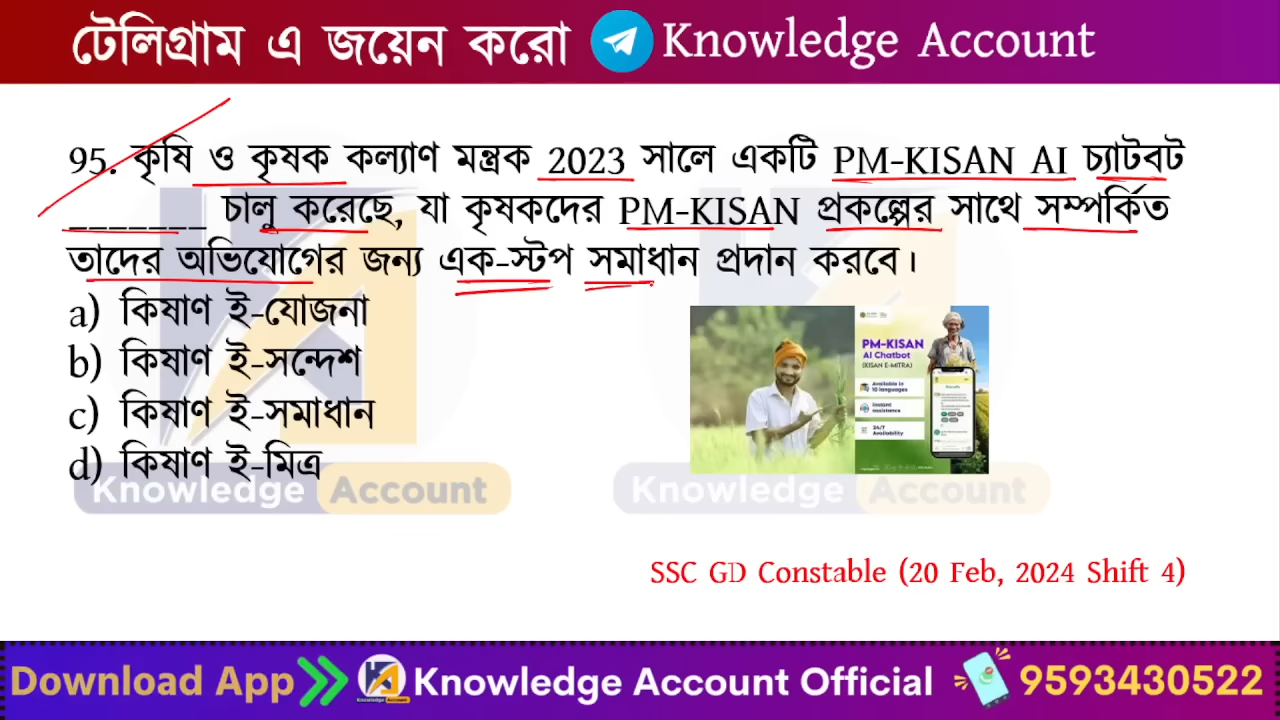 টেলিগ্রাম এ জয়েন করো Knowledge Account
95. কৃষি ও কৃষক কল্যাণ মন্ত্রক 2023 সালে একটি PM-KISAN AI চ্যাটবট
_______ চালু করেছে, যা কৃষকদের PM-KISAN প্রকল্পের সাথে সম্পর্কিত
তাদের অভিযোগের জন্য এক-স্টপ সমাধান প্রদান করবে।
a) কিষাণ ই-যোজনা
b) কিষাণ ই-সন্দেশ
c) কিষাণ ই-সমাধান
d) কিষাণ ই-মিত্র
PM-KISAN
AI Chatbot
(KISAN E-MITRA)
Available in
10 languages
Instant
assistance
24/7
Availability
Knowledge Account
Knowledge Account
SSC GD Constable (20 Feb, 2024 Shift 4)
Download App Knowledge Account Official 9593430522